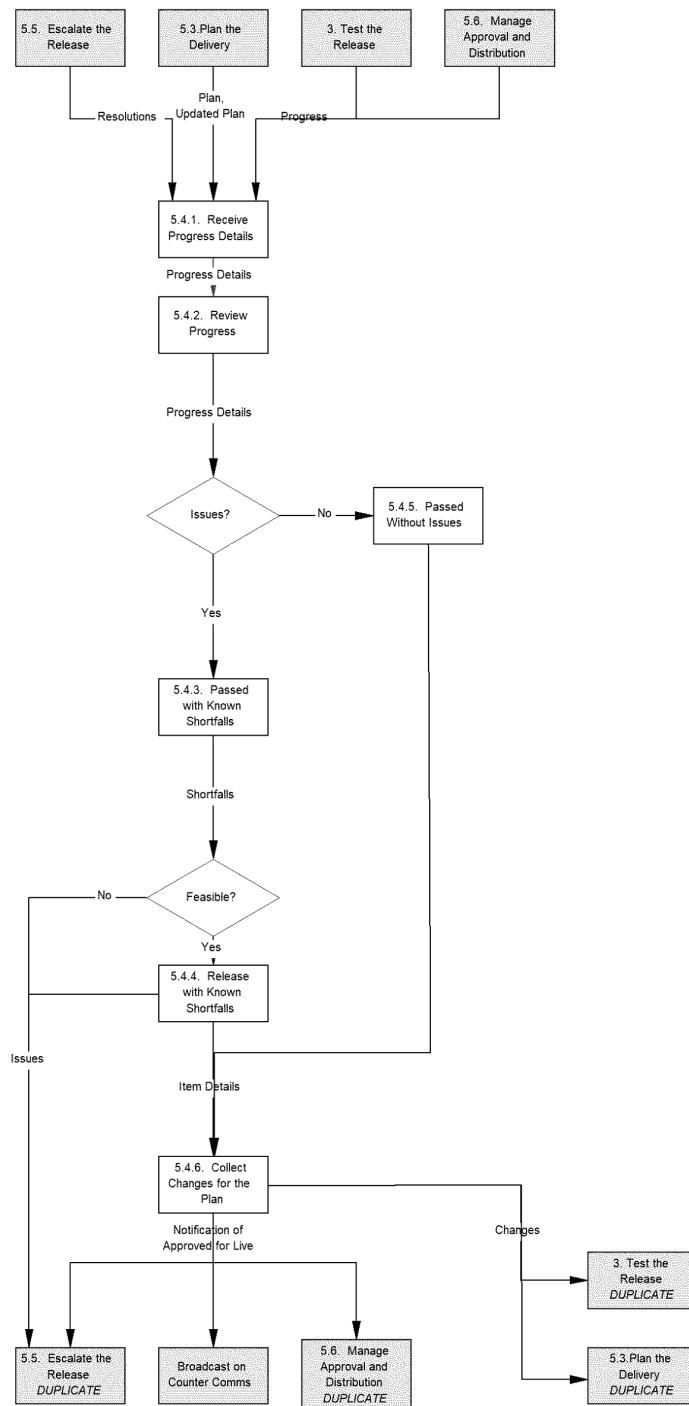 5.5. Escalate the
Release
5.3.Plan the
Delivery
3. Test the
Release
5.6. Manage
Approval and
Distribution
Resolutions
Plan,
Updated Plan
Progress
5.4.1. Receive
Progress Details
Progress Details
5.4.2. Review
Progress
Progress Details
Issues?
No
5.4.5. Passed
Without Issues
Yes
5.4.3. Passed
with Known
Shortfalls
Shortfalls
No
Feasible?
Yes
5.4.4. Release
with Known
Shortfalls
Issues
Item Details
5.4.6. Collect
Changes for the
Plan
Notification of
Approved for Live
Changes
3. Test the
Release
DUPLICATE
5.5. Escalate the
Release
DUPLICATE
Broadcast on
Counter Comms
5.6. Manage
Approval and
Distribution
DUPLICATE
5.3.Plan the
Delivery
DUPLICATE